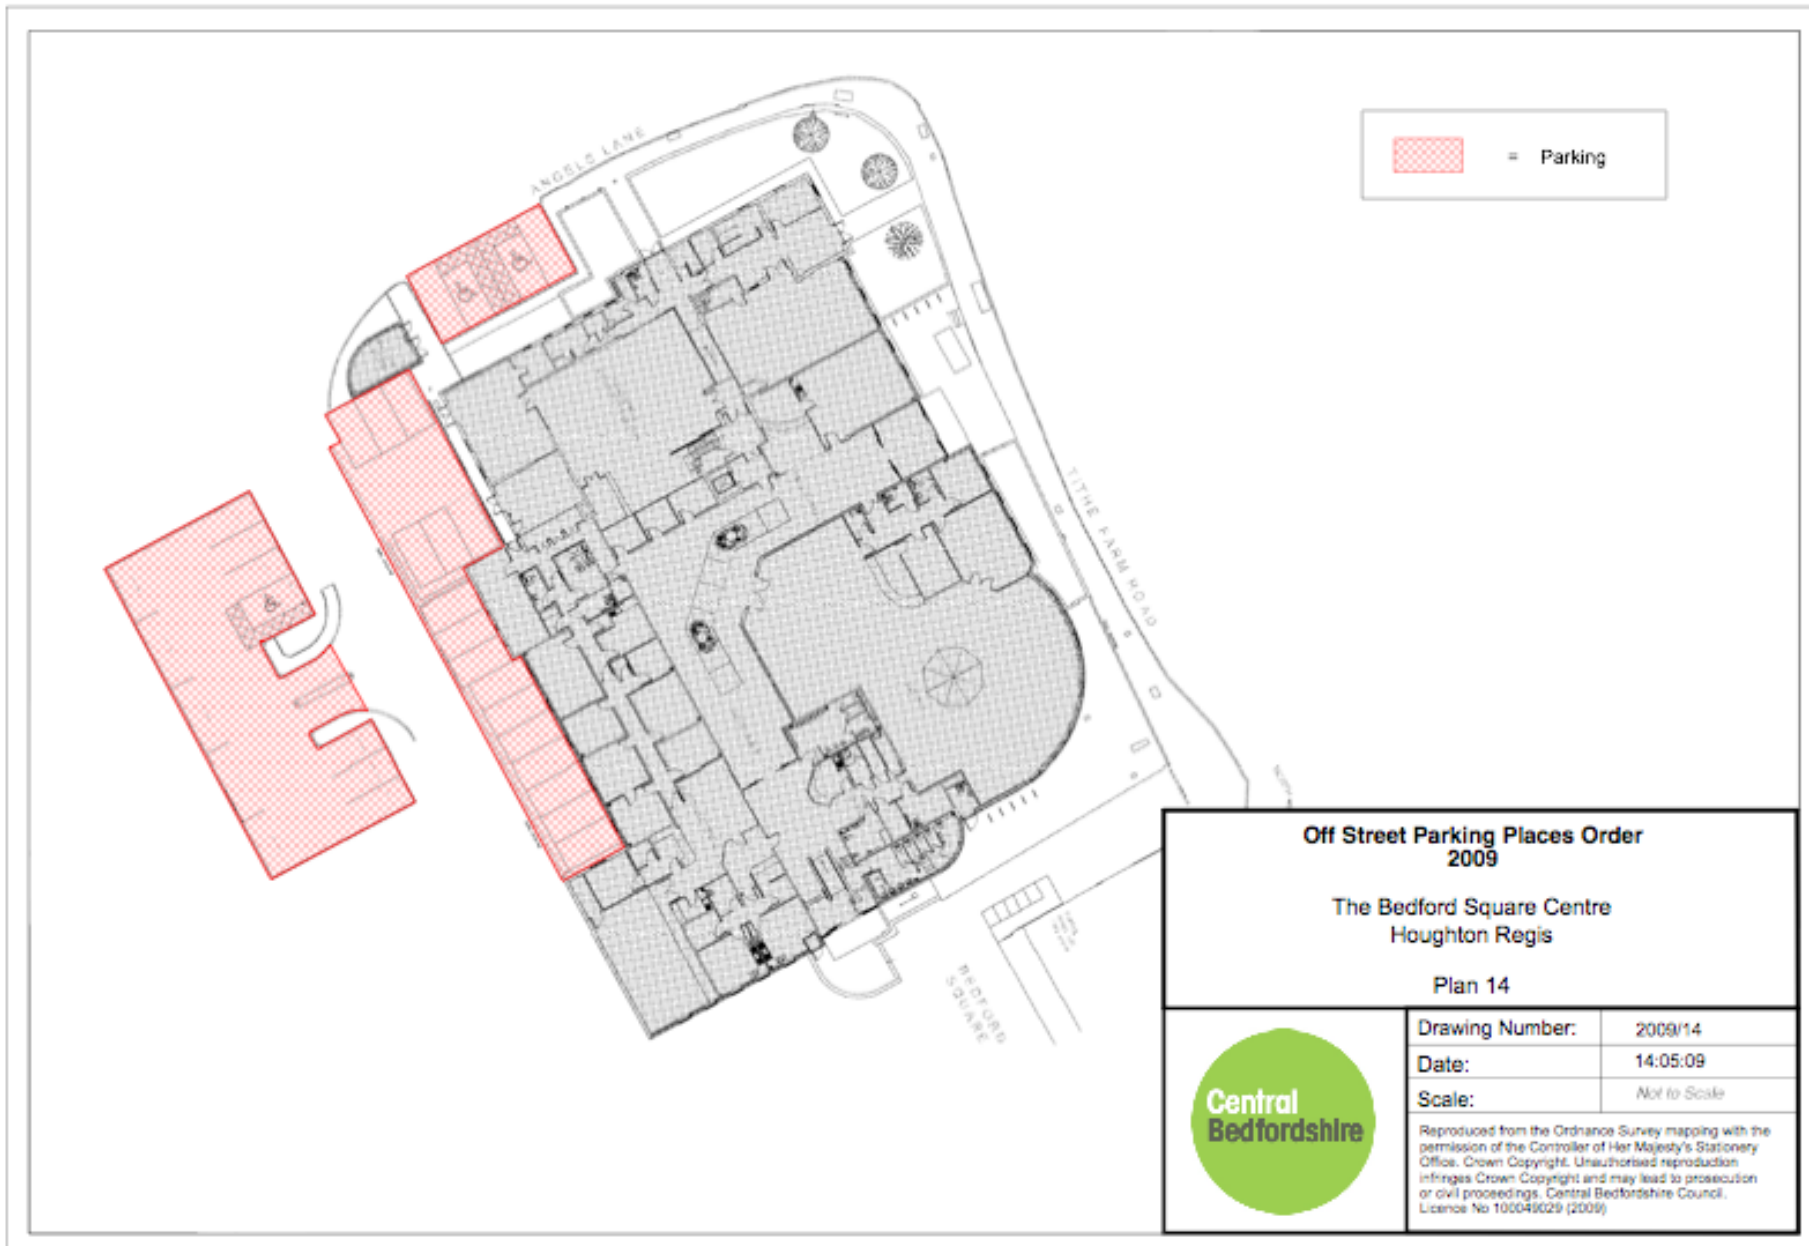 ANGELS LANE
= Parking
TITHE FARM ROAD
BEDFORD
SQUARE
Off Street Parking Places Order
2009
The Bedford Square Centre
Houghton Regis
Plan 14
Central
Bedfordshire
Drawing Number: 2009/14
Date: 14:05:09
Scale: Not to Scale
Reproduced from the Ordnance Survey mapping with the
permission of the Controller of Her Majesty's Stationery
Office. Crown Copyright. Unauthorised reproduction
infringes Crown Copyright and may lead to prosecution
or civil proceedings. Central Bedfordshire Council.
Licence No 100049029 (2009)